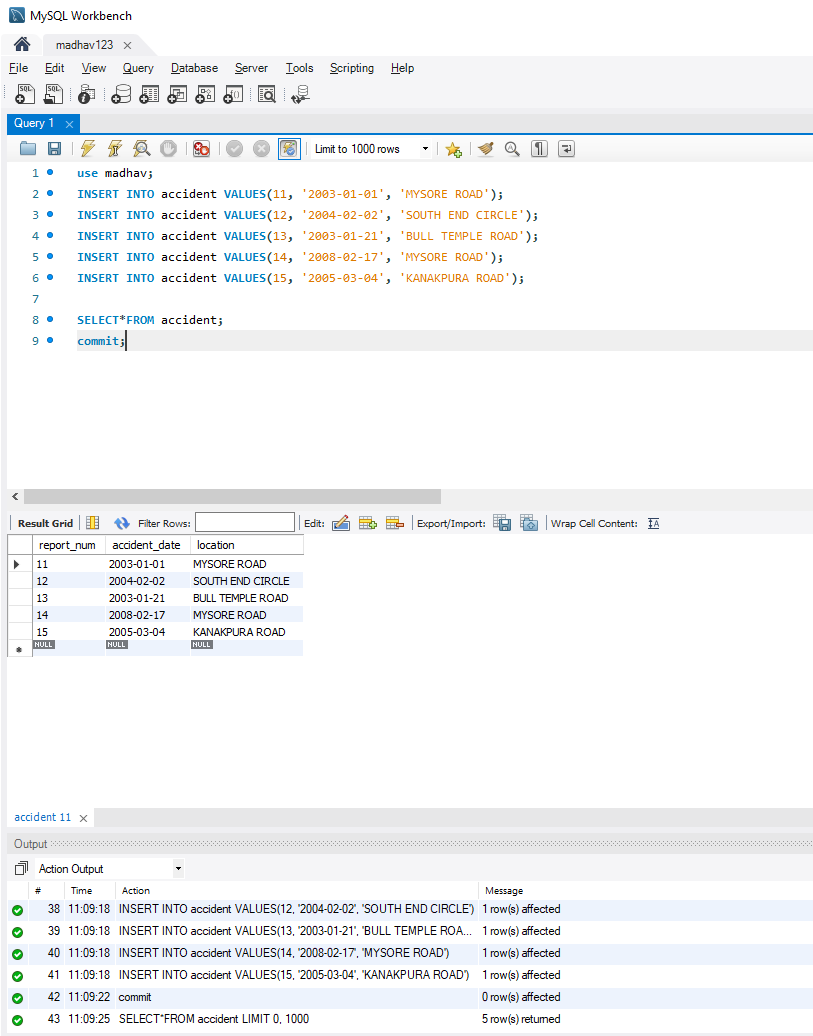 MySQL Workbench
madhav123
File Edit View Query Database Server Tools Scripting Help
Query 1
Limit to 1000 rows
1 use madhav;
2 INSERT INTO accident VALUES(11, '2003-01-01', 'MYSORE ROAD');
3 INSERT INTO accident VALUES(12, '2004-02-02', 'SOUTH END CIRCLE');
4 INSERT INTO accident VALUES(13, '2003-01-21', 'BULL TEMPLE ROAD');
5 INSERT INTO accident VALUES(14, '2008-02-17', 'MYSORE ROAD');
6 INSERT INTO accident VALUES(15, '2005-03-04', 'KANAKPURA ROAD');
7
8 SELECT*FROM accident;
9 commit;
Result Grid Filter Rows: Edit: Export/Import: Wrap Cell Content:
report_num accident_date location
11 2003-01-01 MYSORE ROAD
12 2004-02-02 SOUTH END CIRCLE
13 2003-01-21 BULL TEMPLE ROAD
14 2008-02-17 MYSORE ROAD
15 2005-03-04 KANAKPURA ROAD
NULL NULL NULL
accident 11
Output
Action Output
# Time Action Message
38 11:09:18 INSERT INTO accident VALUES(12, '2004-02-02', 'SOUTH END CIRCLE') 1 row(s) affected
39 11:09:18 INSERT INTO accident VALUES(13, '2003-01-21', 'BULL TEMPLE ROA... 1 row(s) affected
40 11:09:18 INSERT INTO accident VALUES(14, '2008-02-17', 'MYSORE ROAD') 1 row(s) affected
41 11:09:18 INSERT INTO accident VALUES(15, '2005-03-04', 'KANAKPURA ROAD') 1 row(s) affected
42 11:09:22 commit 0 row(s) affected
43 11:09:25 SELECT*FROM accident LIMIT 0, 1000 5 row(s) returned